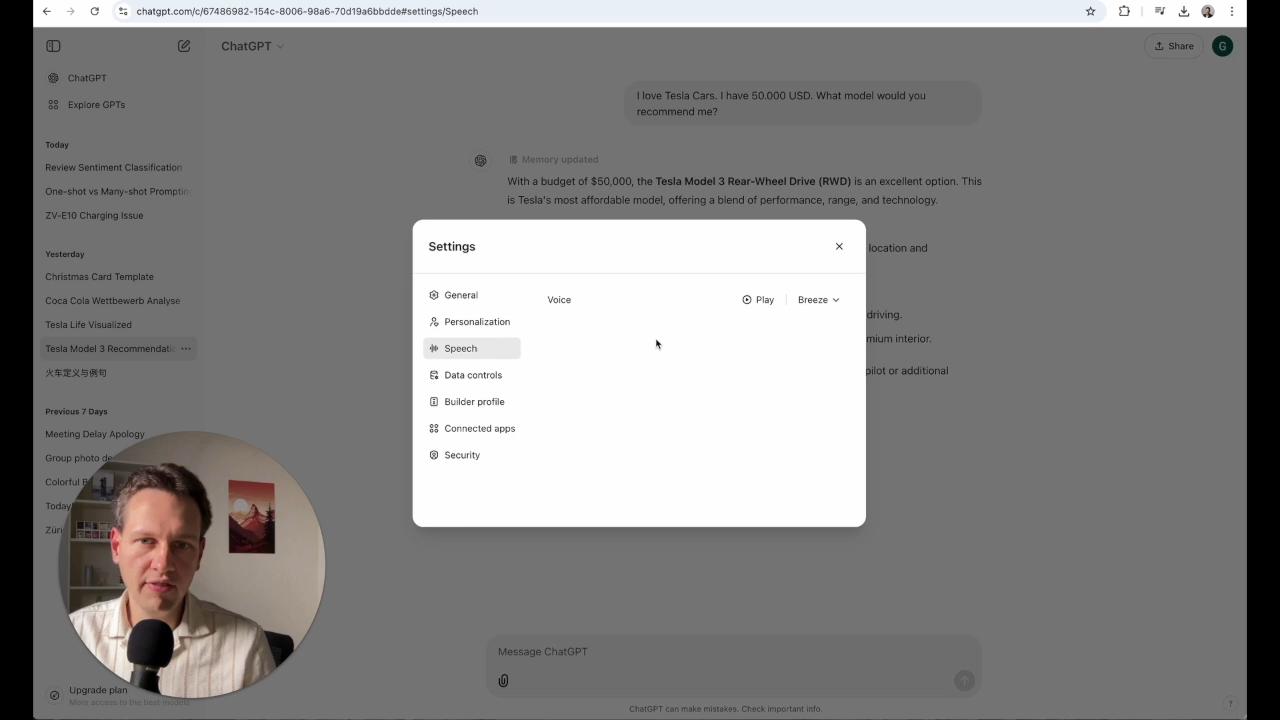 chatgpt.com/c/67486982-154c-8006-98a6-70d19a6bbdde#settings/Speech
ChatGPT
Share
G
ChatGPT
Explore GPTs
Today
Review Sentiment Classification
One-shot vs Many-shot Prompting
ZV-E10 Charging Issue
Yesterday
Christmas Card Template
Coca Cola Wettbewerb Analyse
Tesla Life Visualized
Tesla Model 3 Recommendatic ...
火车定义与例句
Previous 7 Days
Meeting Delay Apology
Group photo de
Colorful B
Today
Züri
Upgrade plan
More access to the best models
I love Tesla Cars. I have 50.000 USD. What model would you
recommend me?
Memory updated
With a budget of $50,000, the Tesla Model 3 Rear-Wheel Drive (RWD) is an excellent option. This
is Tesla's most affordable model, offering a blend of performance, range, and technology.
location and
driving.
mium interior.
pilot or additional
Settings
General
Personalization
Speech
Data controls
Builder profile
Connected apps
Security
Voice
Play
Breeze
Message ChatGPT
ChatGPT can make mistakes. Check important info.
?